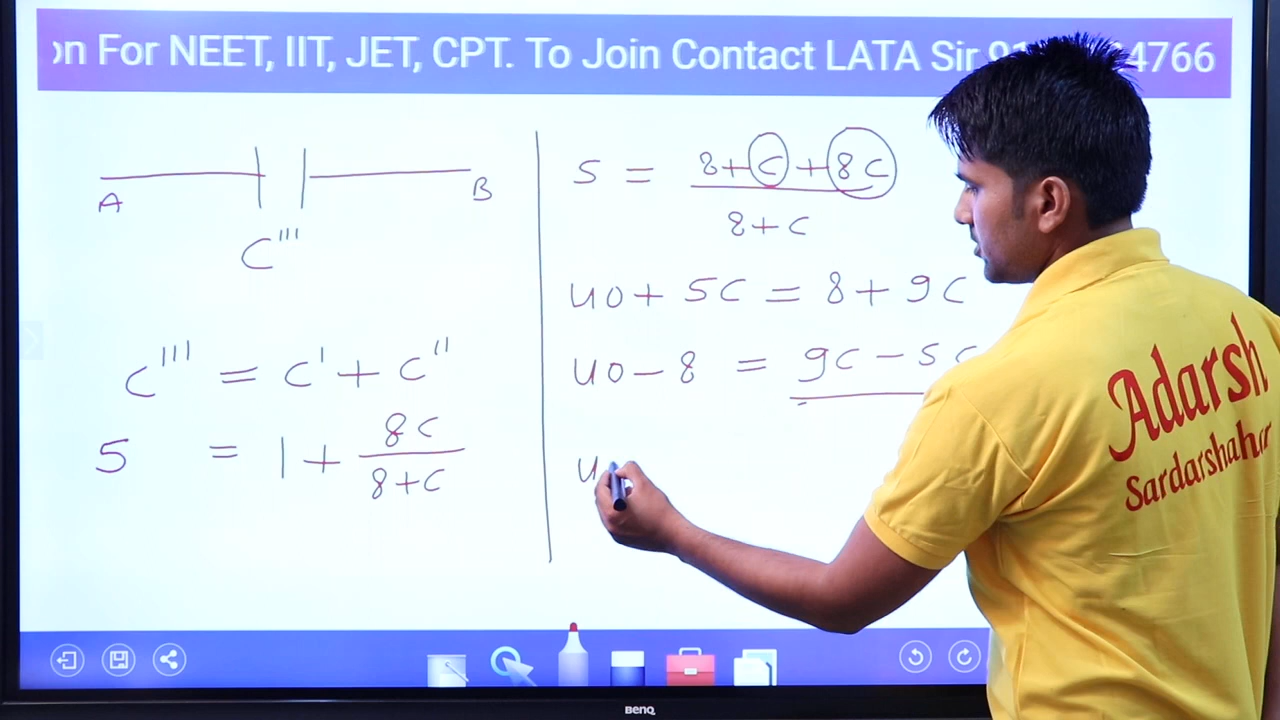 on For NEET, IIT, JET, CPT. To Join Contact LATA Sir 4766
A B
C'''
C''' = C' + C''
5 = 1 + 8C/8+C
5 = 8+C+8C/8+C
40 + 5C = 8 + 9C
40 - 8 = 9C - 5C
Adarsh
Sardarshahar
BENQ